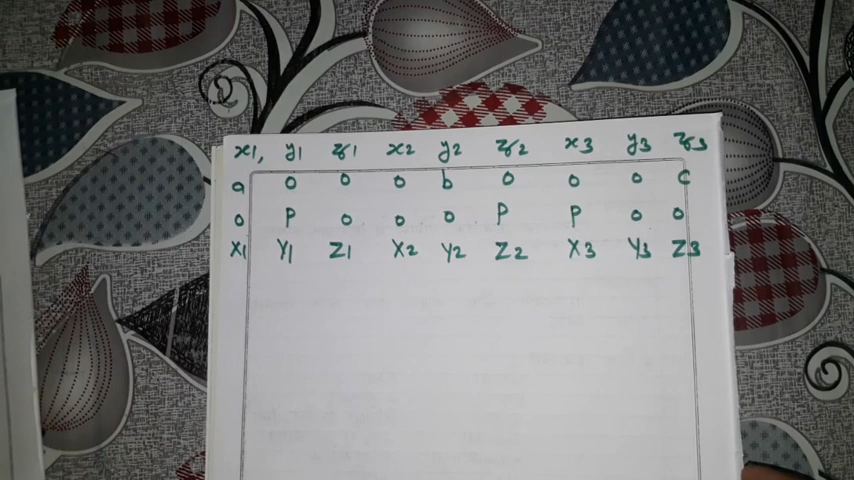 x1, y1 z1 x2 y2 z2 x3 y3 z3
a 0 0 0 b 0 0 0 c
0 P 0 0 0 P P 0 0
X1 Y1 Z1 X2 Y2 Z2 X3 Y3 Z3